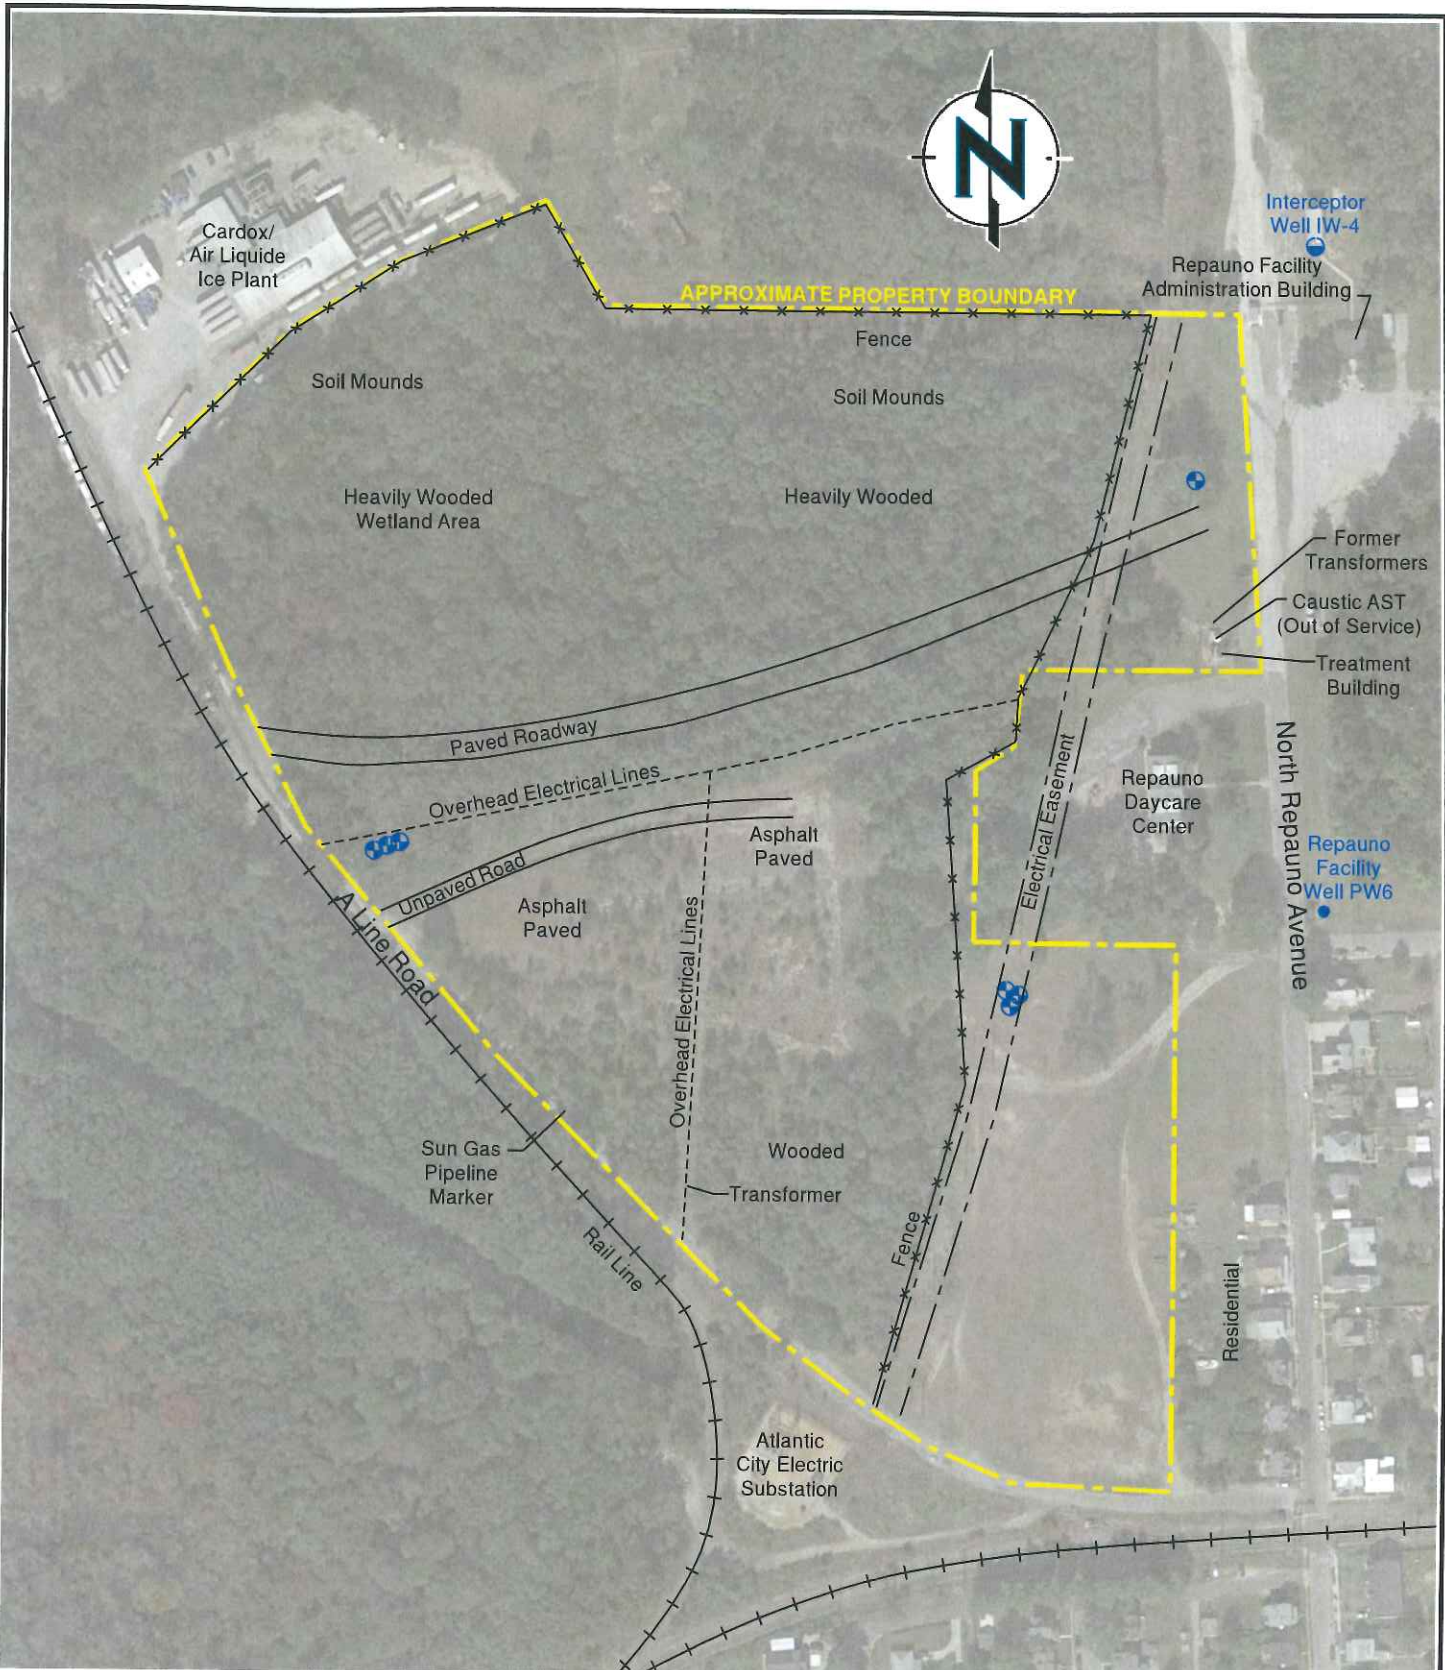 N
Interceptor
Well IW-4
Cardox/
Air Liquide
Ice Plant
Repauno Facility
Administration Building
APPROXIMATE PROPERTY BOUNDARY
Fence
Soil Mounds
Soil Mounds
Heavily Wooded
Wetland Area
Heavily Wooded
Former
Transformers
Caustic AST
(Out of Service)
Treatment
Building
Paved Roadway
Overhead Electrical Lines
Electrical Easement
Repauno
Daycare
Center
North Repauno Avenue
Asphalt
Paved
Repauno
Facility
Well PW6
Unpaved Road
Asphalt
Paved
A Line Road
Overhead Electrical Lines
Sun Gas
Pipeline
Marker
Wooded
Transformer
Fence
Rail Line
Residential
Atlantic
City Electric
Substation